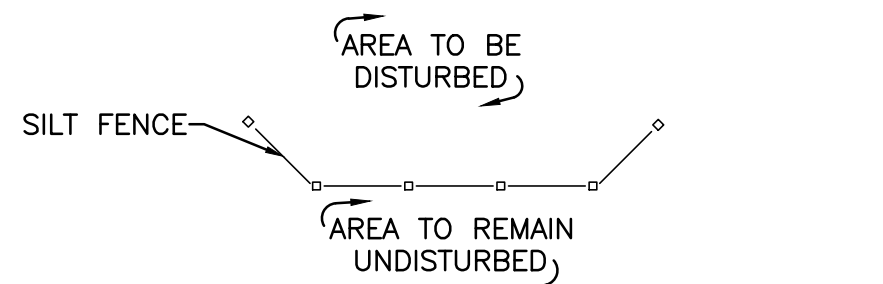 AREA TO BE
DISTURBED
SILT FENCE
AREA TO REMAIN
UNDISTURBED